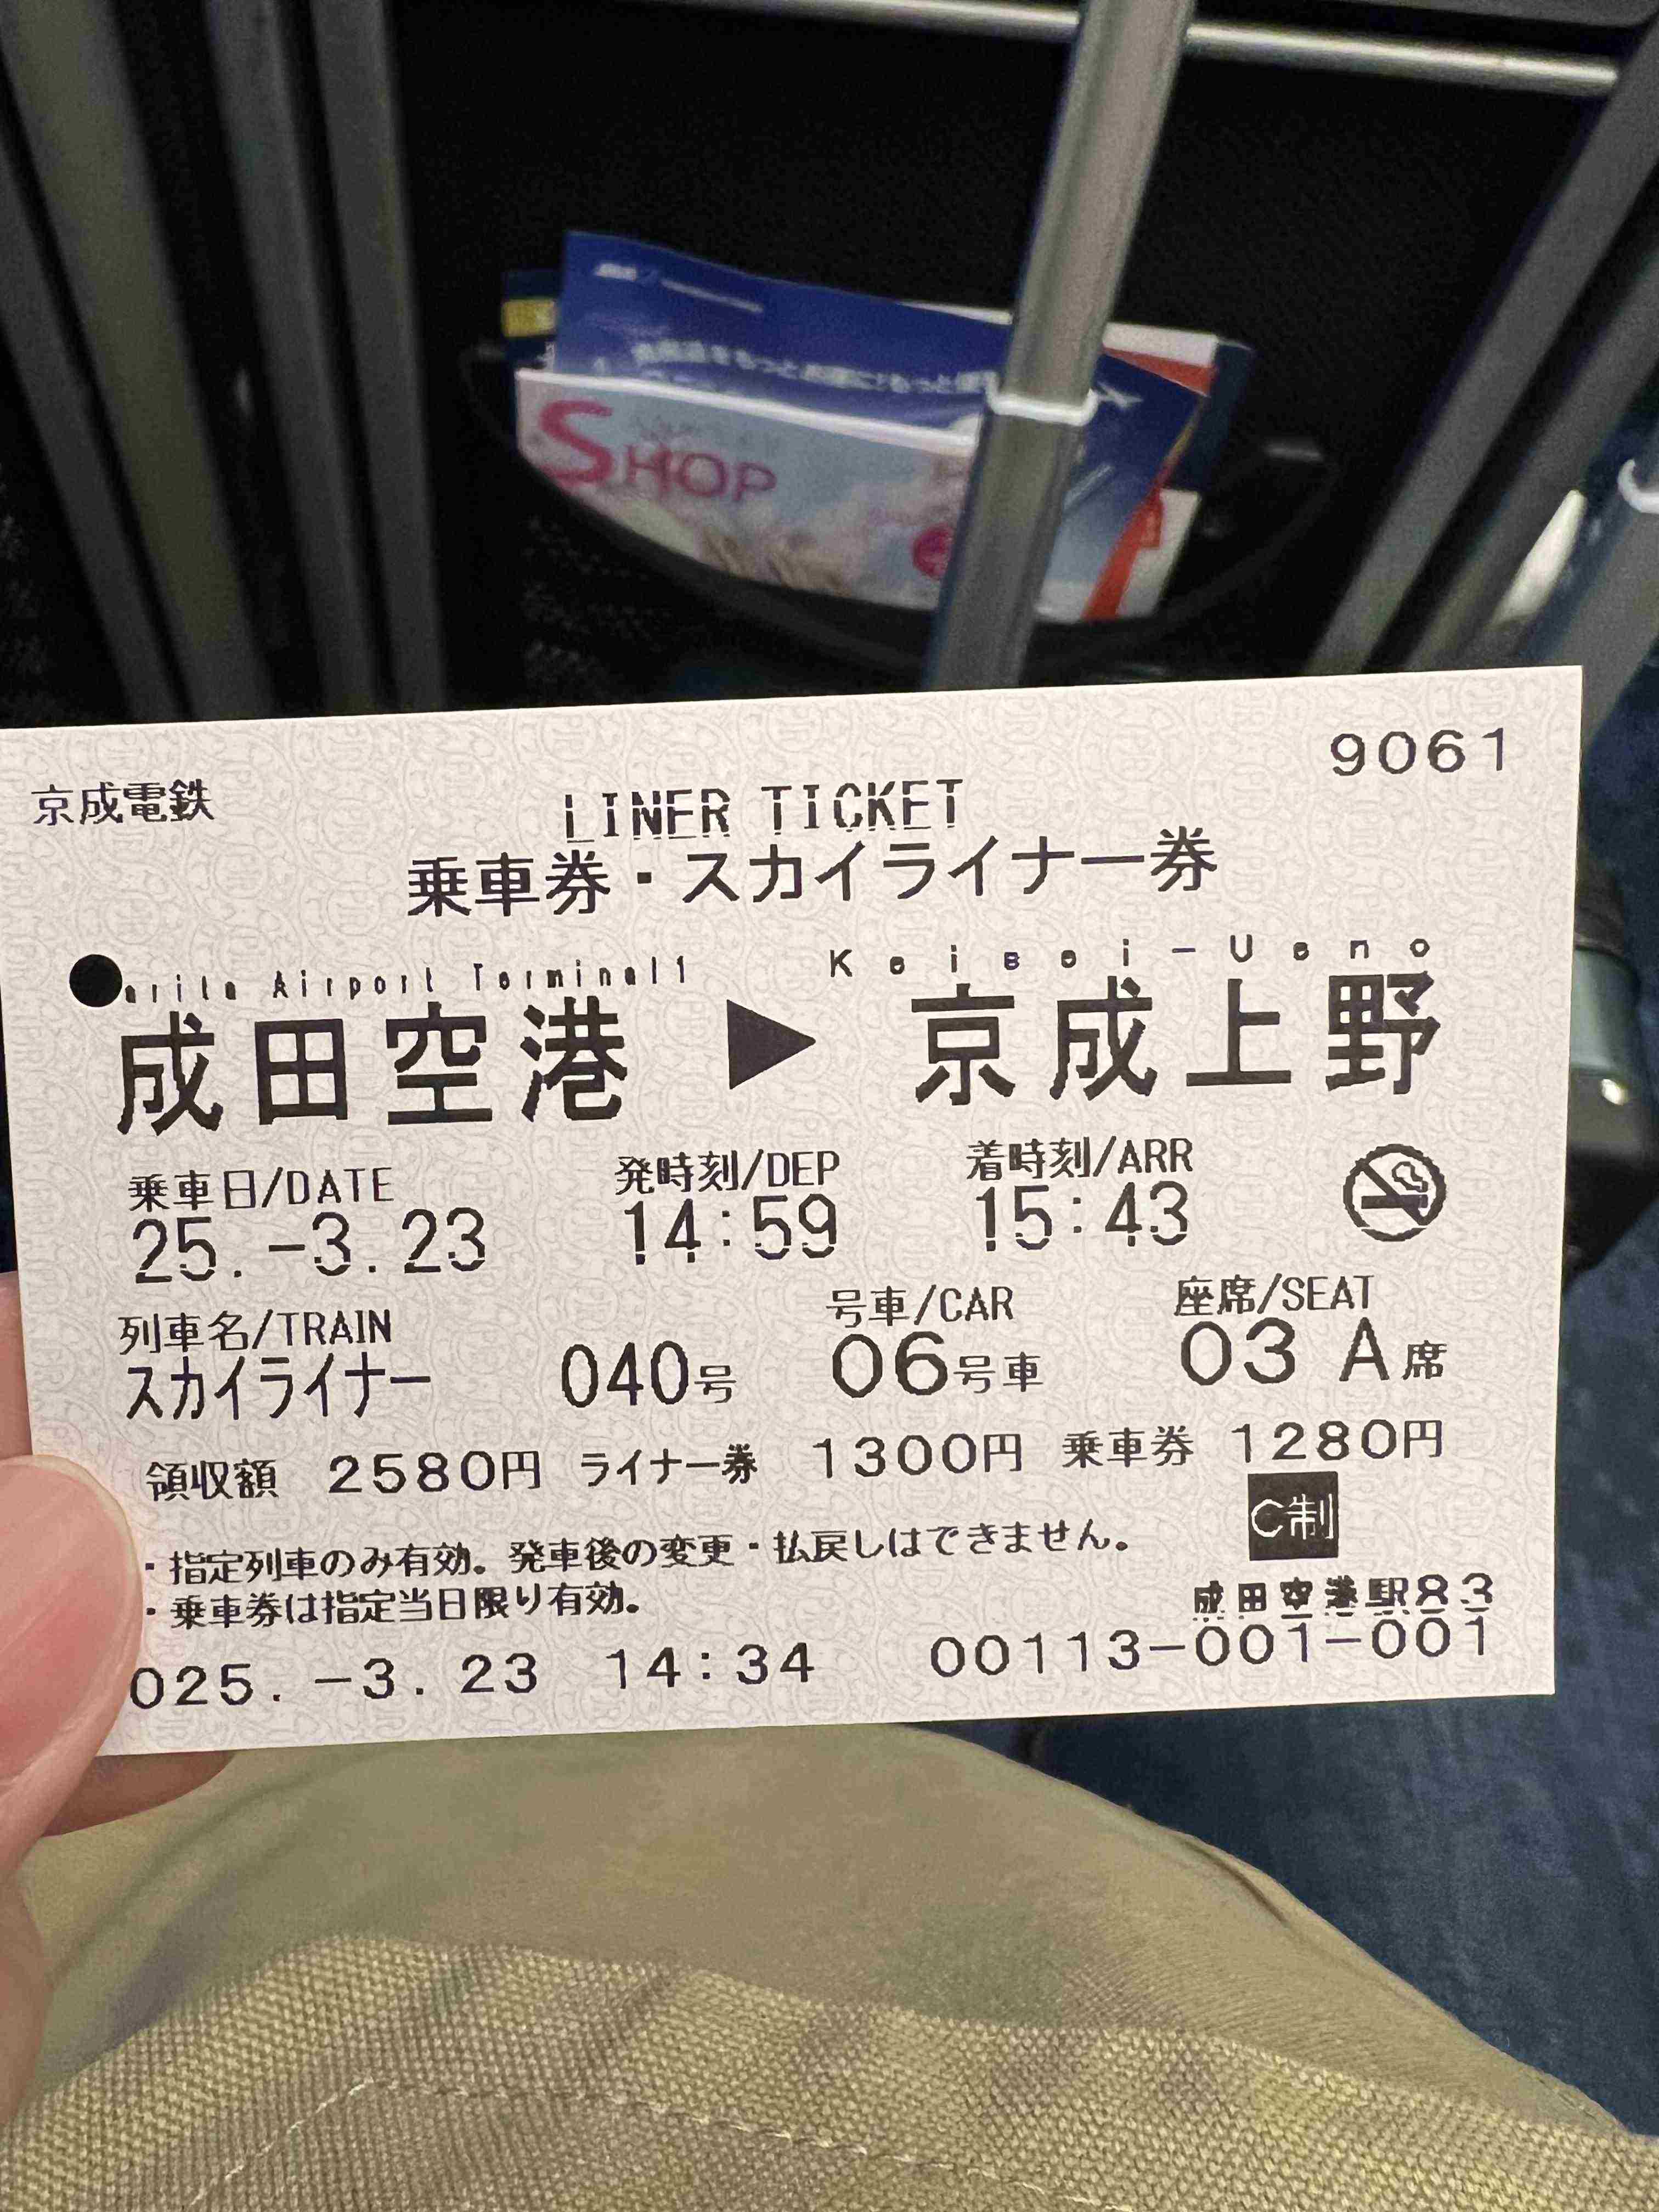 SHOP
9061
京成電鉄
LINER TICKET
乗車券・スカイライナー券
arita Airport Terminal1 Keisei-Ueno
成田空港 ▶ 京成上野
乗車日/DATE 発時刻/DEP 着時刻/ARR
25.-3.23 14:59 15:43
列車名/TRAIN 号車/CAR 座席/SEAT
スカイライナー 040号 06号車 03 A席
領収額 2580円 ライナー券 1300円 乗車券 1280円
C制
・指定列車のみ有効。発車後の変更・払戻しはできません。
・乗車券は指定当日限り有効。
成田空港駅83
025.-3.23 14:34 00113-001-001